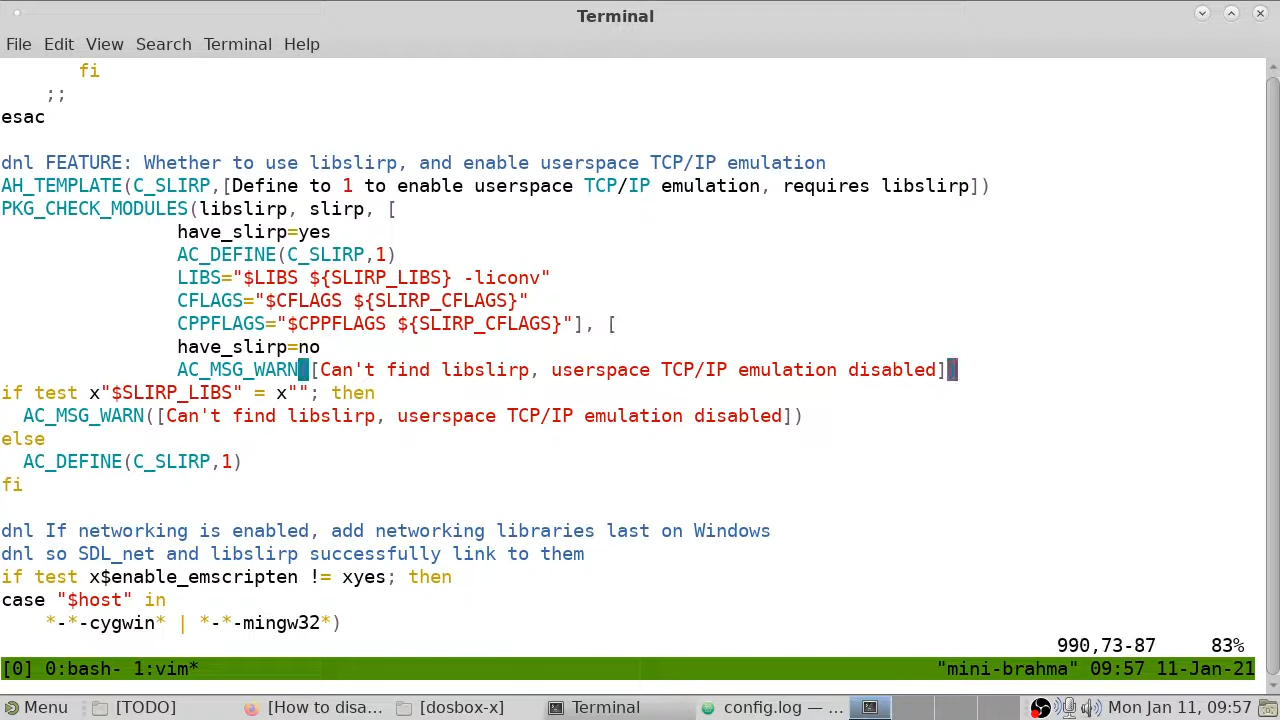 Terminal
File Edit View Search Terminal Help
fi
;;
esac
dnl FEATURE: Whether to use libslirp, and enable userspace TCP/IP emulation
AH_TEMPLATE(C_SLIRP,[Define to 1 to enable userspace TCP/IP emulation, requires libslirp])
PKG_CHECK_MODULES(libslirp, slirp, [
have_slirp=yes
AC_DEFINE(C_SLIRP,1)
LIBS="$LIBS ${SLIRP_LIBS} -liconv"
CFLAGS="$CFLAGS ${SLIRP_CFLAGS}"
CPPFLAGS="$CPPFLAGS ${SLIRP_CFLAGS}"], [
have_slirp=no
AC_MSG_WARN([Can't find libslirp, userspace TCP/IP emulation disabled])
if test x"$SLIRP_LIBS" = x""; then
AC_MSG_WARN([Can't find libslirp, userspace TCP/IP emulation disabled])
else
AC_DEFINE(C_SLIRP,1)
fi
dnl If networking is enabled, add networking libraries last on Windows
dnl so SDL_net and libslirp successfully link to them
if test x$enable_emscripten != xyes; then
case "$host" in
*-*-cygwin* | *-*-mingw32*)
990,73-87 83%
[0] 0:bash- 1:vim* "mini-brahma" 09:57 11-Jan-21
Menu [TODO] [How to disa... [dosbox-x] Terminal config.log — ... Mon Jan 11, 09:57